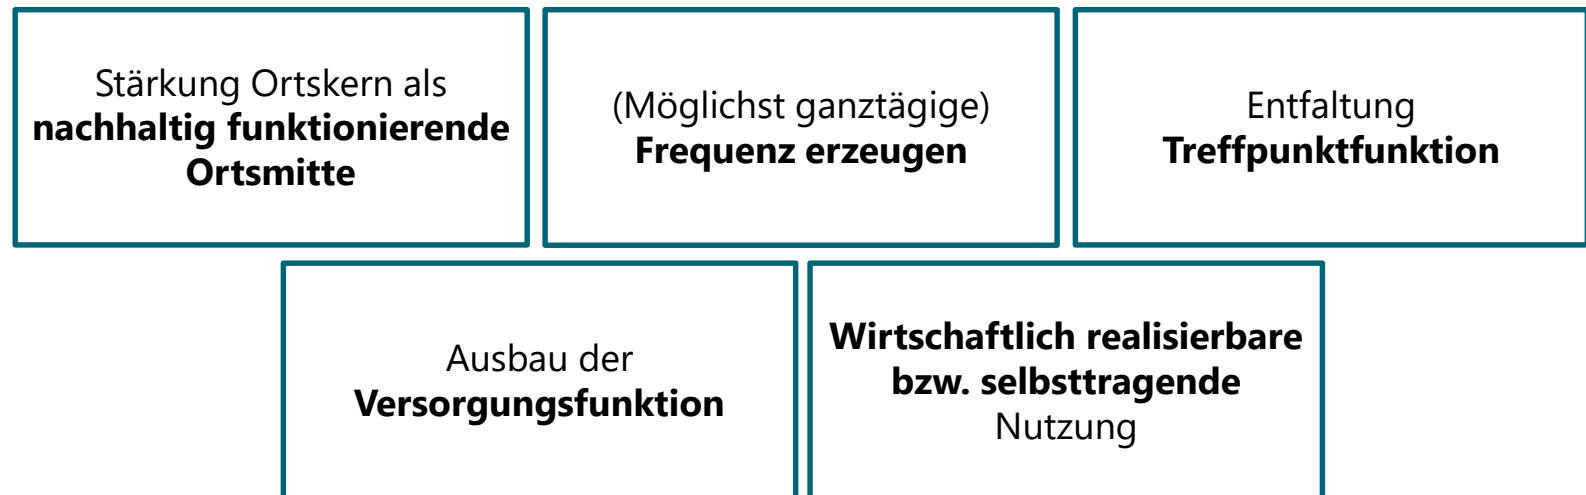 Stärkung Ortskern als
nachhaltig funktionierende
Ortsmitte
(Möglichst ganztägige)
Frequenz erzeugen
Entfaltung
Treffpunktfunktion
Ausbau der
Versorgungsfunktion
Wirtschaftlich realisierbare
bzw. selbsttragende
Nutzung